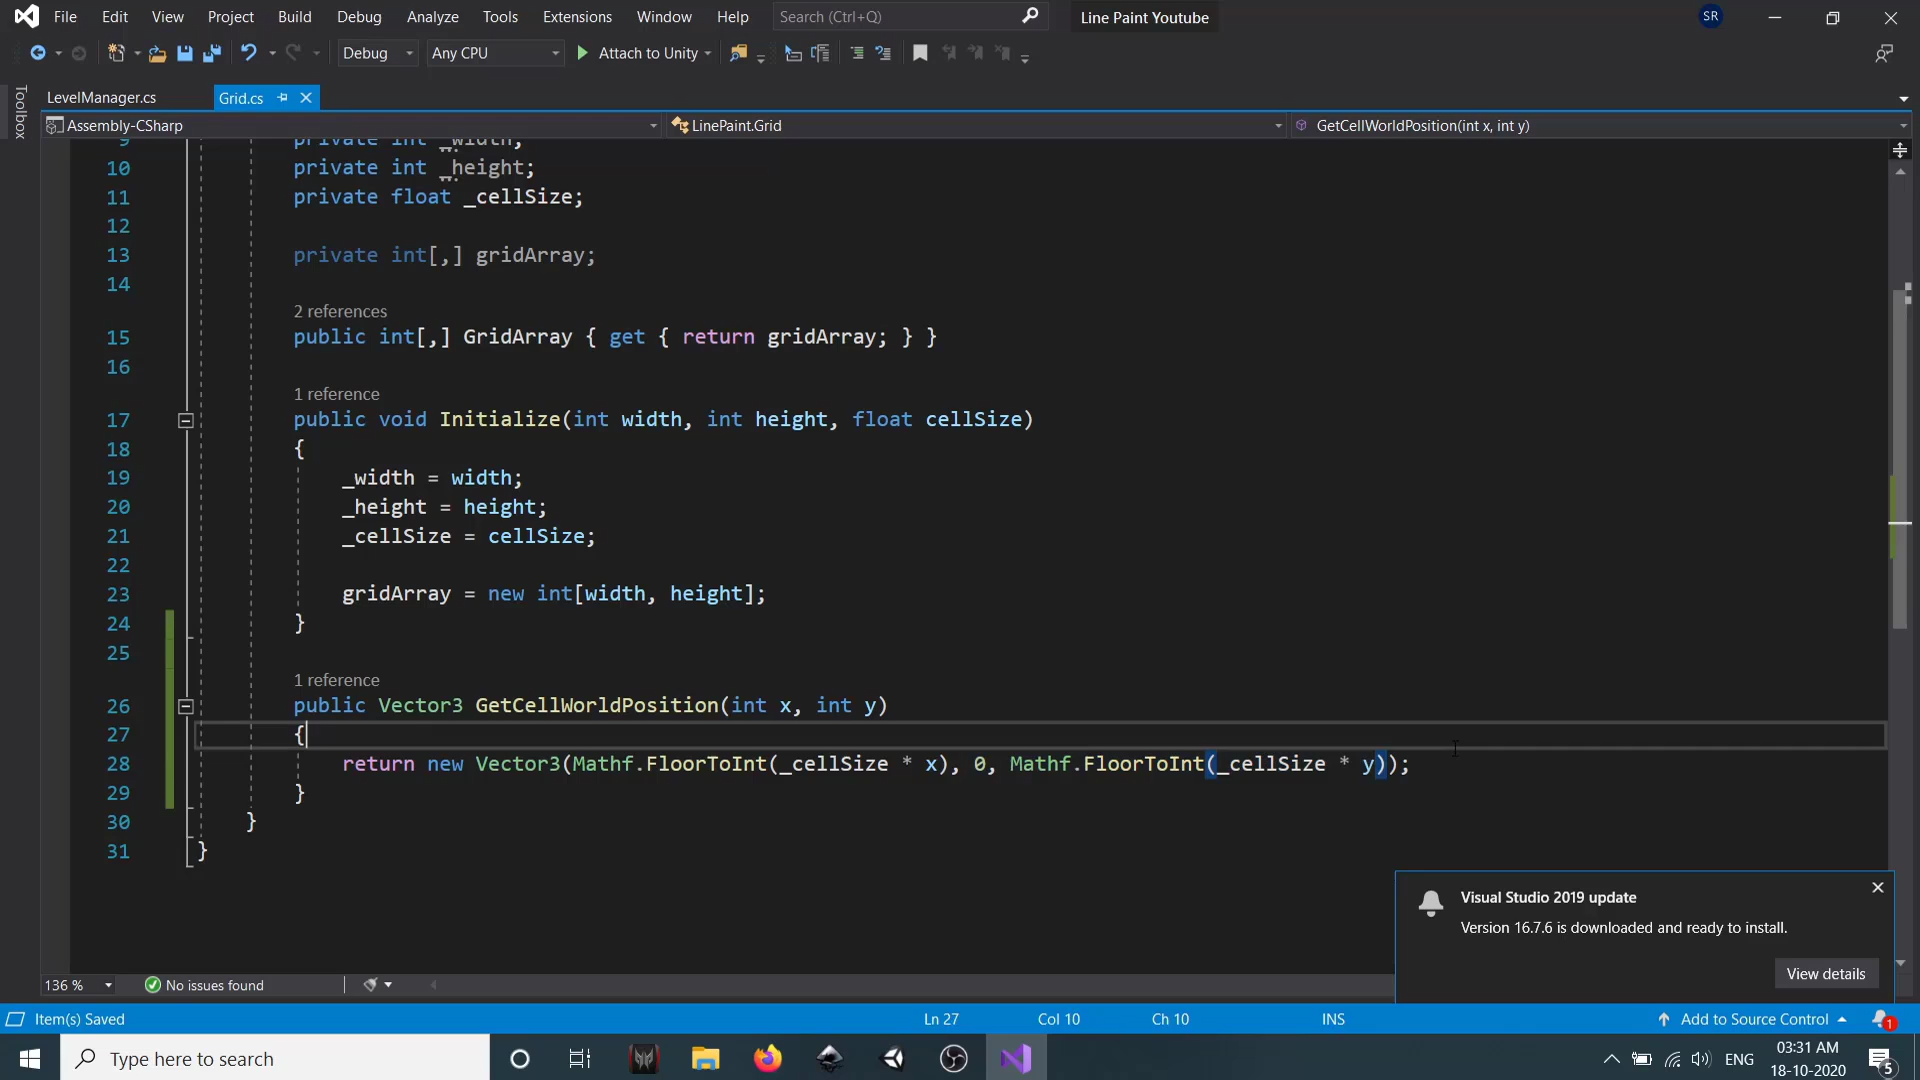 File Edit View Project Build Debug Analyze Tools Extensions Window Help Search (Ctrl+Q) Line Paint Youtube SR
Debug Any CPU Attach to Unity
Toolbox
LevelManager.cs Grid.cs
Assembly-CSharp LinePaint.Grid GetCellWorldPosition(int x, int y)
9 private int _width;
10 private int _height;
11 private float _cellSize;
12
13 private int[,] gridArray;
14
2 references
15 public int[,] GridArray { get { return gridArray; } }
16
1 reference
17 public void Initialize(int width, int height, float cellSize)
18 {
19 _width = width;
20 _height = height;
21 _cellSize = cellSize;
22
23 gridArray = new int[width, height];
24 }
25
1 reference
26 public Vector3 GetCellWorldPosition(int x, int y)
27 {
28 return new Vector3(Mathf.FloorToInt(_cellSize * x), 0, Mathf.FloorToInt(_cellSize * y));
29 }
30 }
31 }
Visual Studio 2019 update
Version 16.7.6 is downloaded and ready to install.
View details
136 % No issues found
Item(s) Saved Ln 27 Col 10 Ch 10 INS Add to Source Control 1
Type here to search ENG 03:31 AM
18-10-2020 5